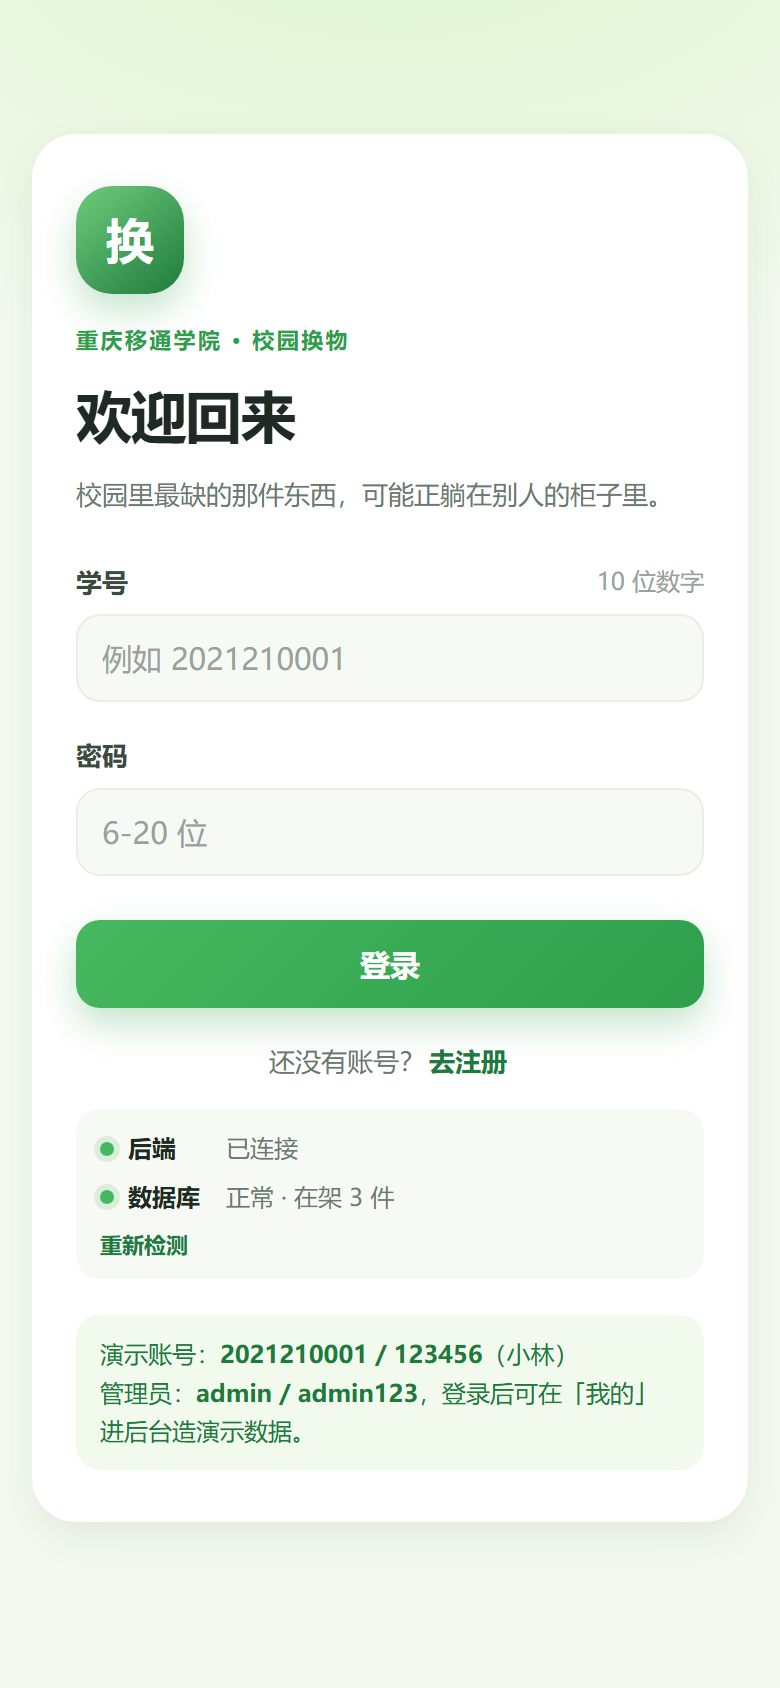 换
重庆移通学院 · 校园换物
欢迎回来
校园里最缺的那件东西，可能正躺在别人的柜子里。
学号 10 位数字
例如 2021210001
密码
6-20 位
登录
还没有账号？ 去注册
后端 已连接
数据库 正常 · 在架 3 件
重新检测
演示账号：2021210001 / 123456（小林）
管理员：admin / admin123，登录后可在「我的」
进后台造演示数据。